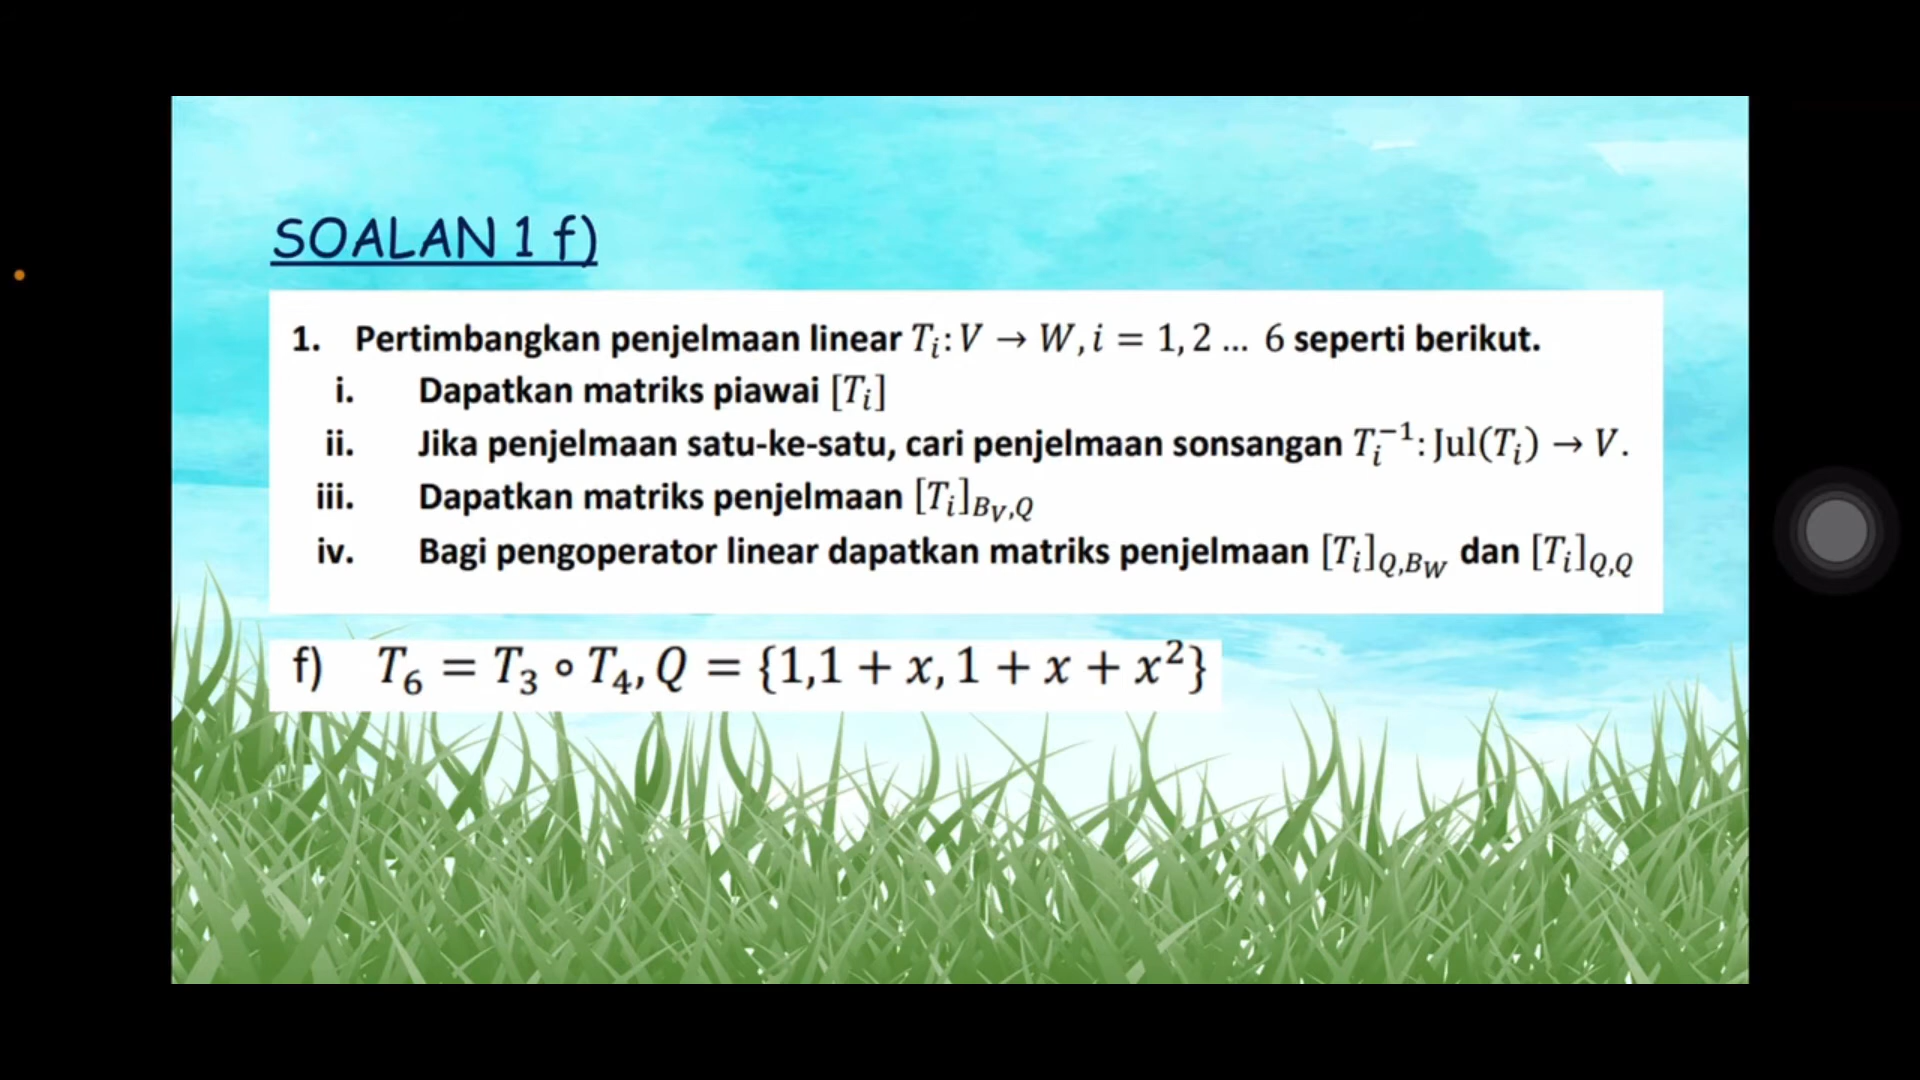 SOALAN 1 f)
1. Pertimbangkan penjelmaan linear $T_i: V \to W, i = 1, 2 \ldots 6$ seperti berikut.
i. Dapatkan matriks piawai $[T_i]$
ii. Jika penjelmaan satu-ke-satu, cari penjelmaan sonsangan $T_i^{-1}: \mathrm{Jul}(T_i) \to V.$
iii. Dapatkan matriks penjelmaan $[T_i]_{B_V,Q}$
iv. Bagi pengoperator linear dapatkan matriks penjelmaan $[T_i]_{Q,B_W}$ dan $[T_i]_{Q,Q}$
f) $T_6 = T_3 \circ T_4, Q = \{1,1 + x, 1 + x + x^2\}$